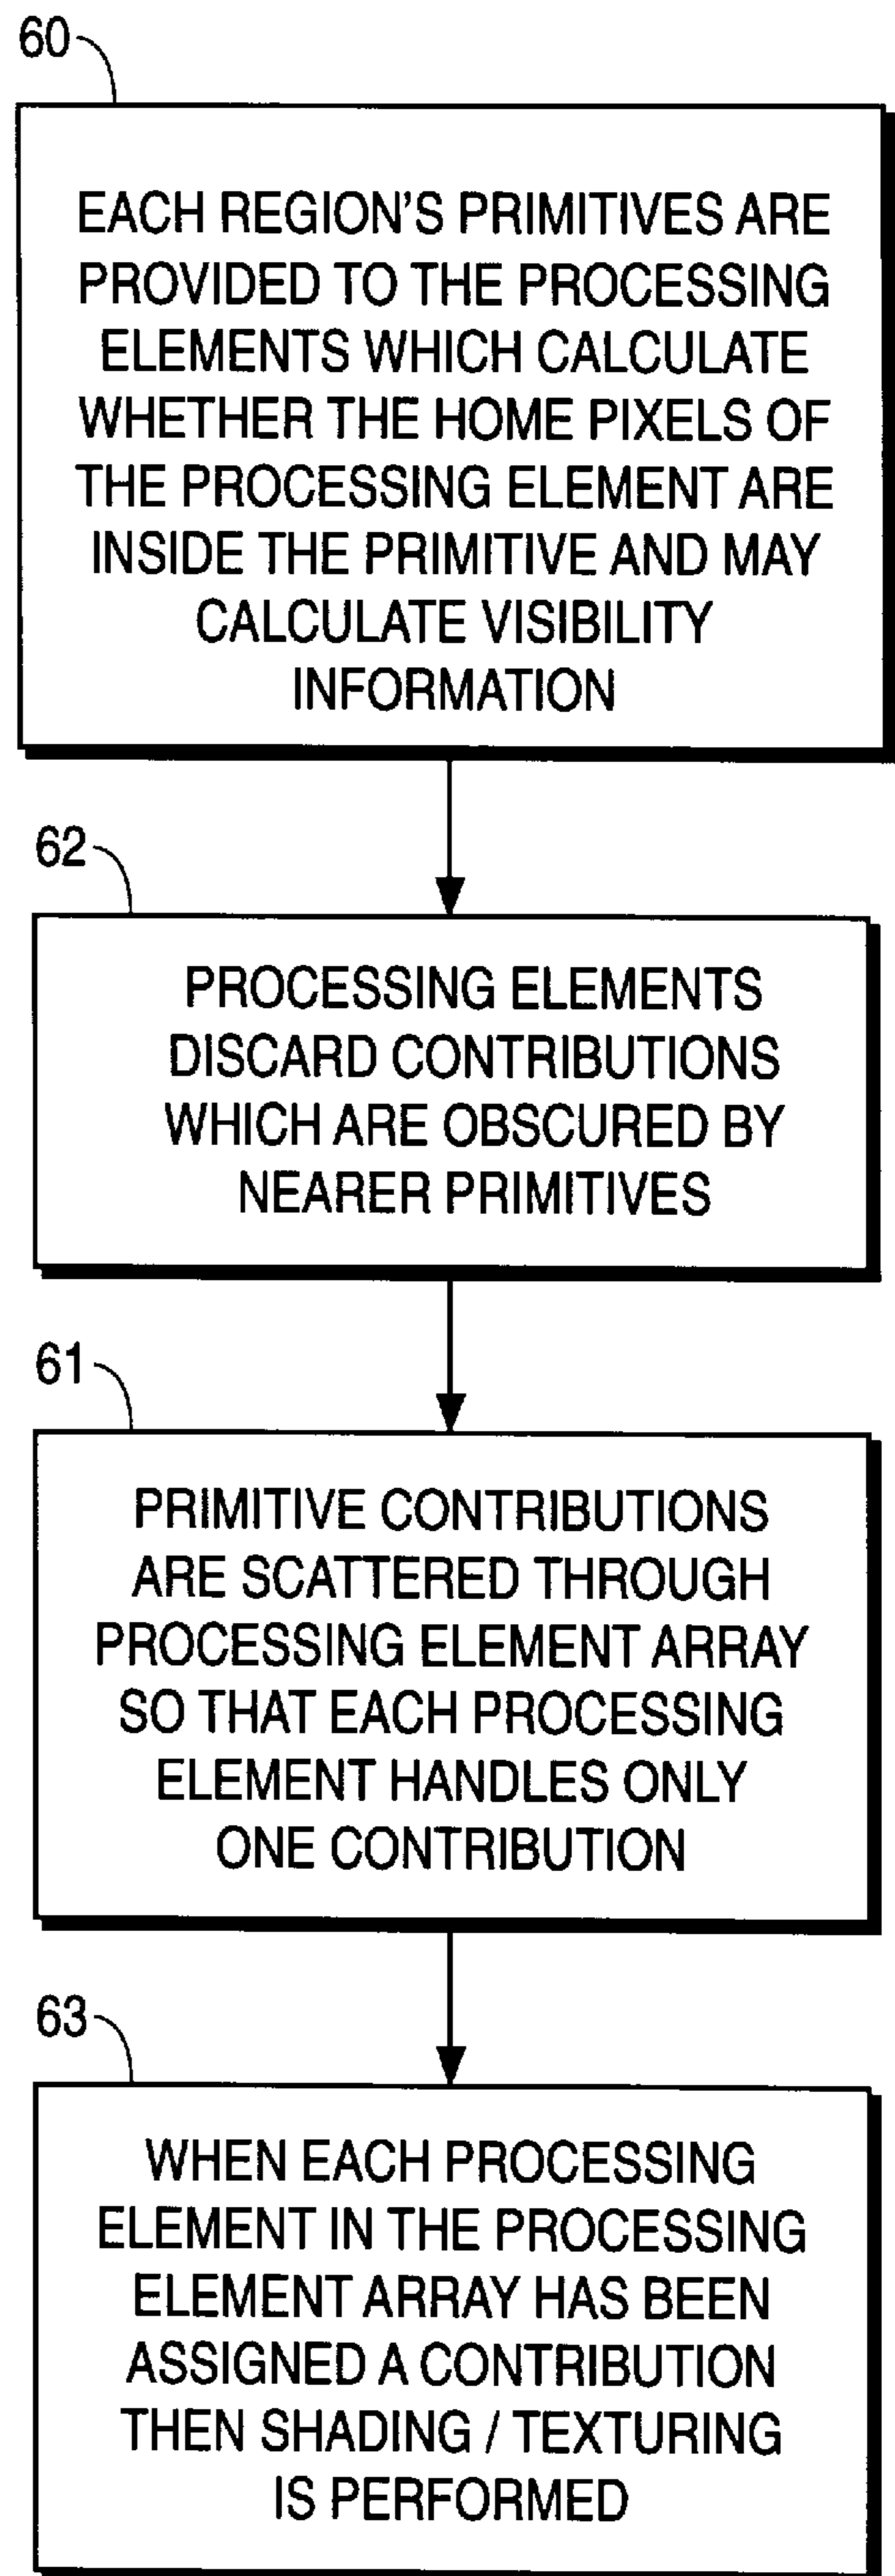 60
EACH REGION'S PRIMITIVES ARE
PROVIDED TO THE PROCESSING
ELEMENTS WHICH CALCULATE
WHETHER THE HOME PIXELS OF
THE PROCESSING ELEMENT ARE
INSIDE THE PRIMITIVE AND MAY
CALCULATE VISIBILITY
INFORMATION
62
PROCESSING ELEMENTS
DISCARD CONTRIBUTIONS
WHICH ARE OBSCURED BY
NEARER PRIMITIVES
61
PRIMITIVE CONTRIBUTIONS
ARE SCATTERED THROUGH
PROCESSING ELEMENT ARRAY
SO THAT EACH PROCESSING
ELEMENT HANDLES ONLY
ONE CONTRIBUTION
63
WHEN EACH PROCESSING
ELEMENT IN THE PROCESSING
ELEMENT ARRAY HAS BEEN
ASSIGNED A CONTRIBUTION
THEN SHADING / TEXTURING
IS PERFORMED